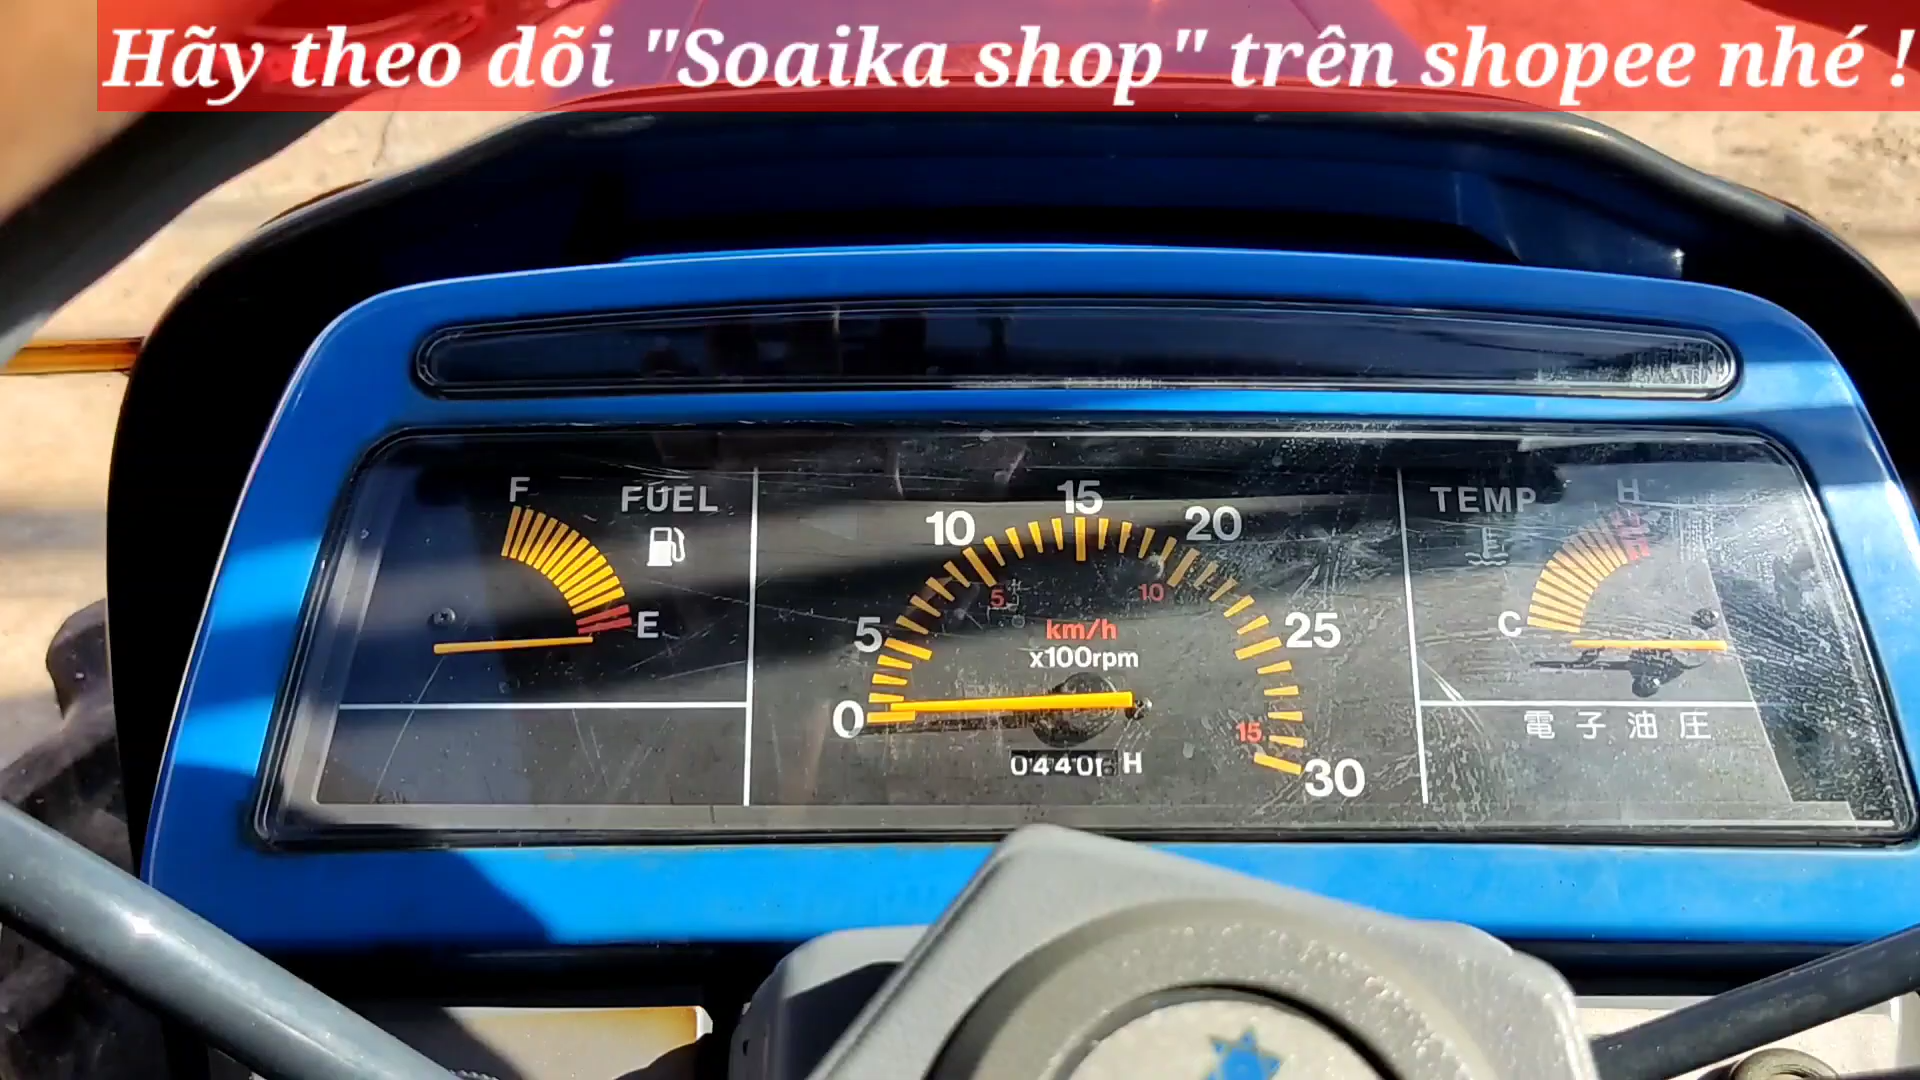 Hãy theo dõi "Soaika shop" trên shopee nhé !
F FUEL
E
0 5 10 15 20 25 30
5 10 15
km/h
x100rpm
H
TEMP H
C
電子油圧